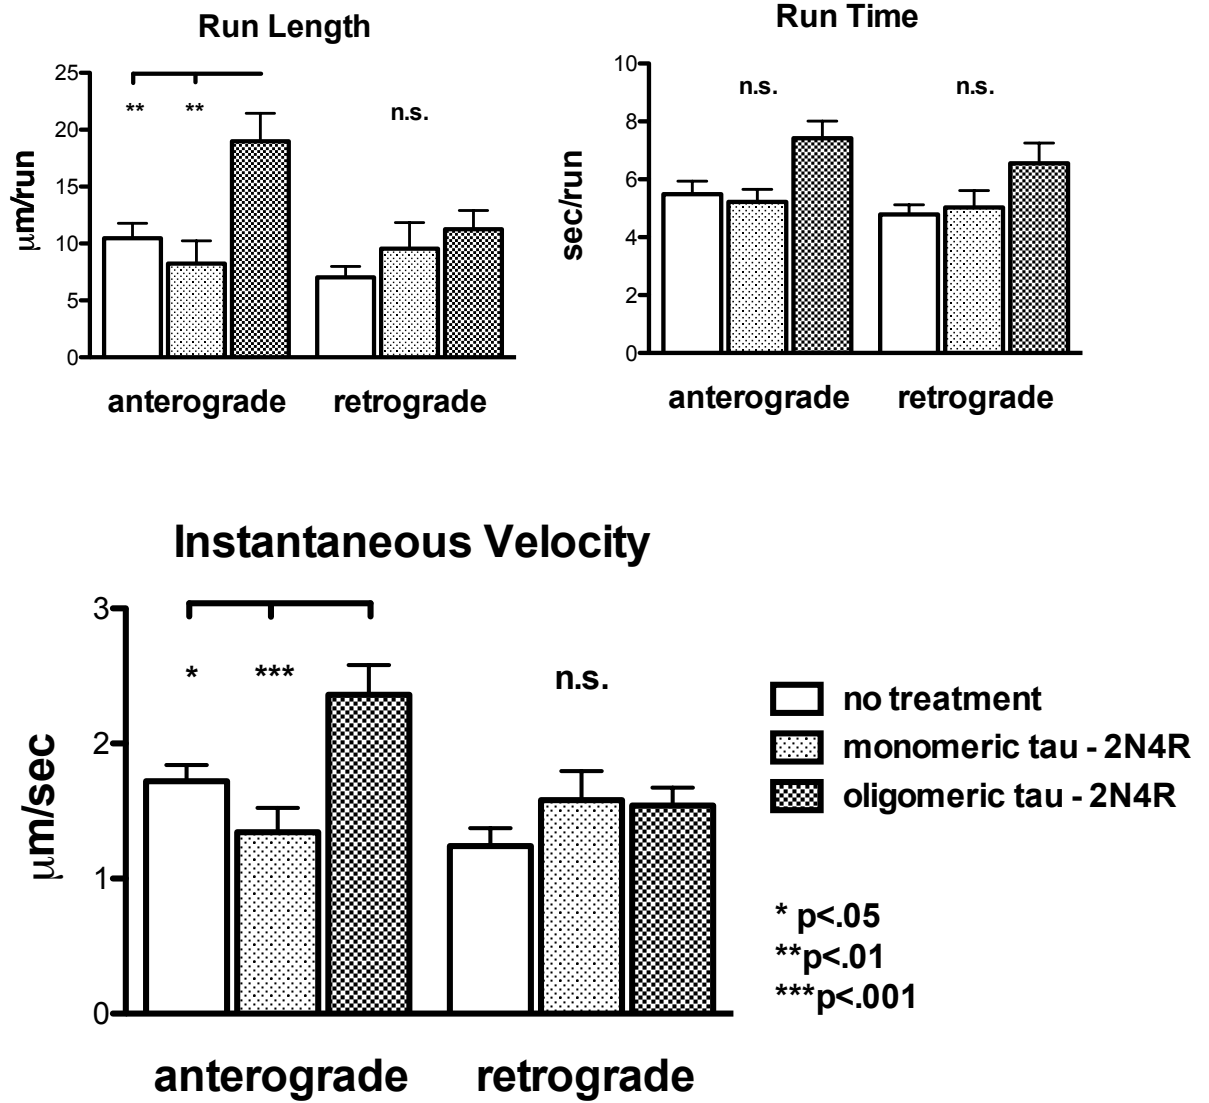 Run Length
μm/run
25
20
15
10
5
0
** **
n.s.
anterograde retrograde
Run Time
sec/run
10
8
6
4
2
0
n.s. n.s.
anterograde retrograde
Instantaneous Velocity
μm/sec
3
2
1
0
* ***
n.s.
anterograde retrograde
no treatment
monomeric tau - 2N4R
oligomeric tau - 2N4R
* p<.05
**p<.01
***p<.001